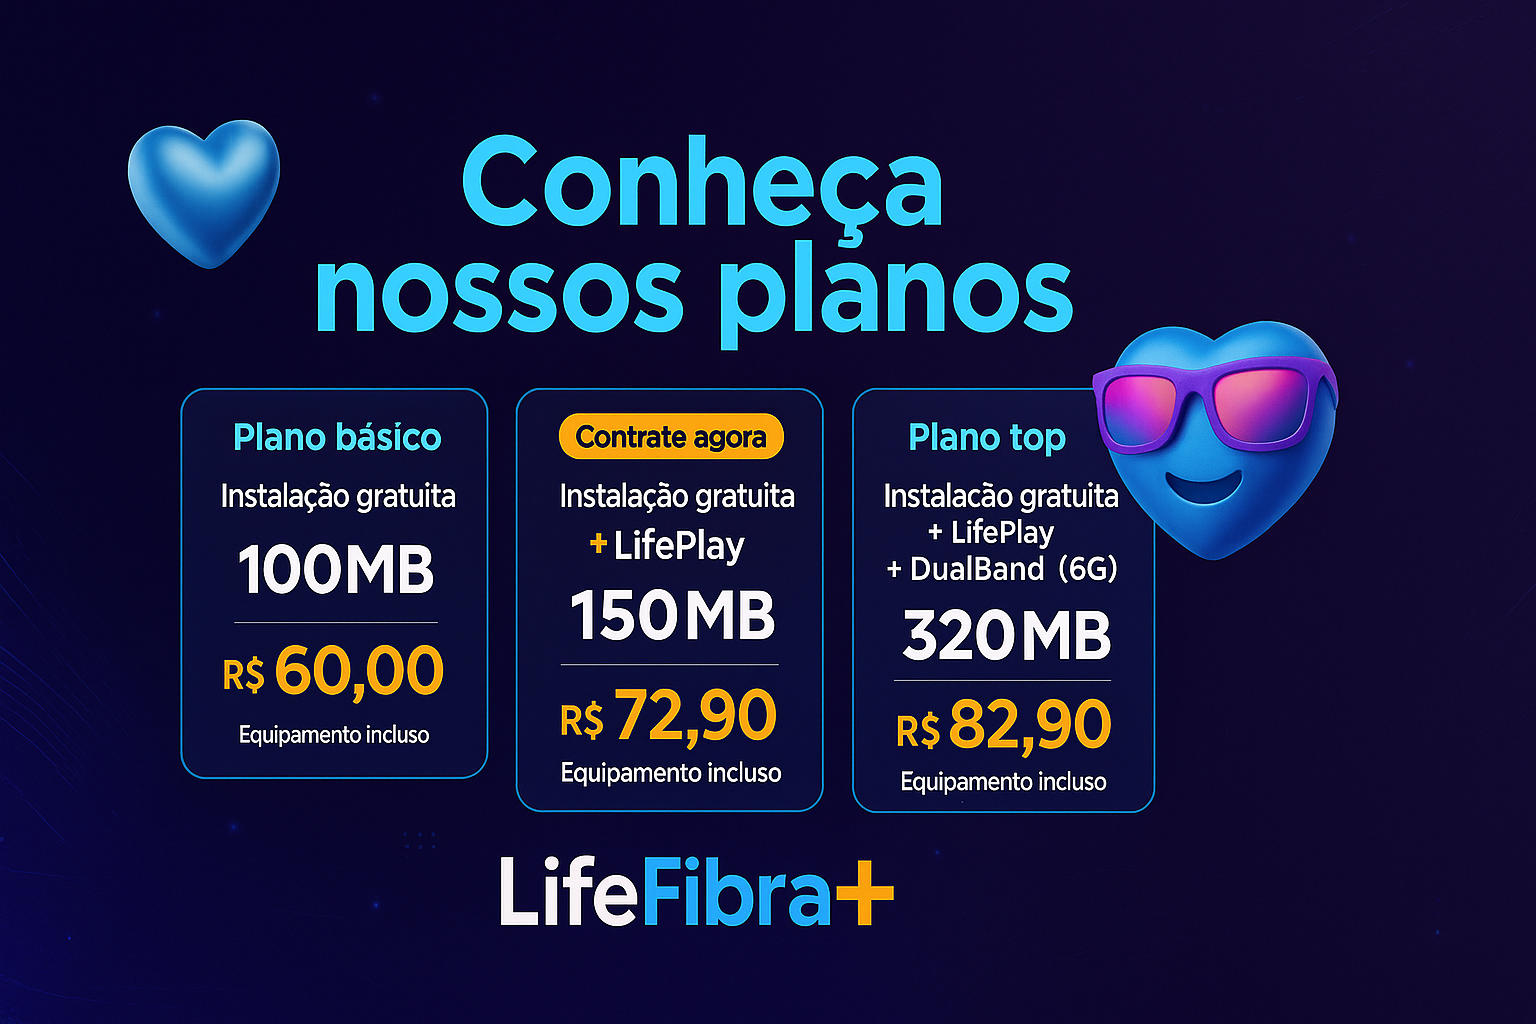 Conheça
nossos planos
Plano básico
Instalação gratuita
100MB
R$ 60,00
Equipamento incluso
Contrate agora
Instalação gratuita
+ LifePlay
150MB
R$ 72,90
Equipamento incluso
Plano top
Instalacão gratuita
+ LifePlay
+ DualBand (6G)
320MB
R$ 82,90
Equipamento incluso
LifeFibra+